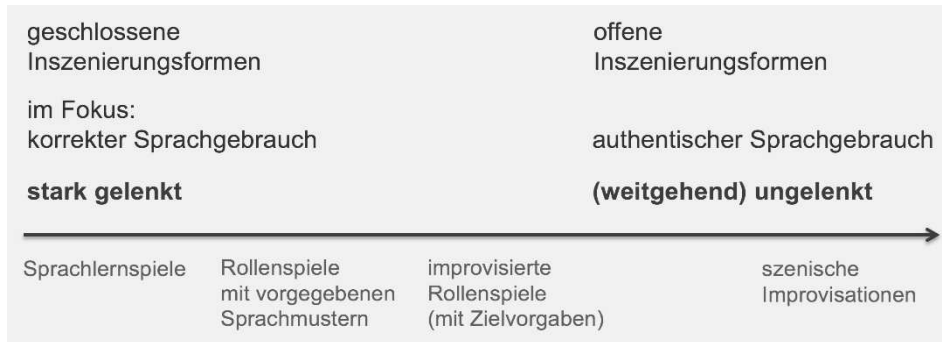 geschlossene
Inszenierungsformen
offene
Inszenierungsformen
im Fokus:
korrekter Sprachgebrauch
authentischer Sprachgebrauch
stark gelenkt
(weitgehend) ungelenkt
Sprachlernspiele
Rollenspiele
mit vorgegebenen
Sprachmustern
improvisierte
Rollenspiele
(mit Zielvorgaben)
szenische
Improvisationen